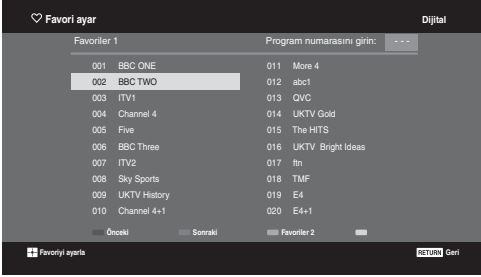 Favori ayar Dijital
Favoriler 1 Program numarasını girin: - - -
001 BBC ONE
002 BBC TWO
003 ITV1
004 Channel 4
005 Five
006 BBC Three
007 ITV2
008 Sky Sports
009 UKTV History
010 Channel 4+1
011 More 4
012 abc1
013 QVC
014 UKTV Gold
015 The HITS
016 UKTV Bright Ideas
017 ftn
018 TMF
019 E4
020 E4+1
Önceki Sonraki Favoriler 2
Favoriyi ayarla RETURN Geri